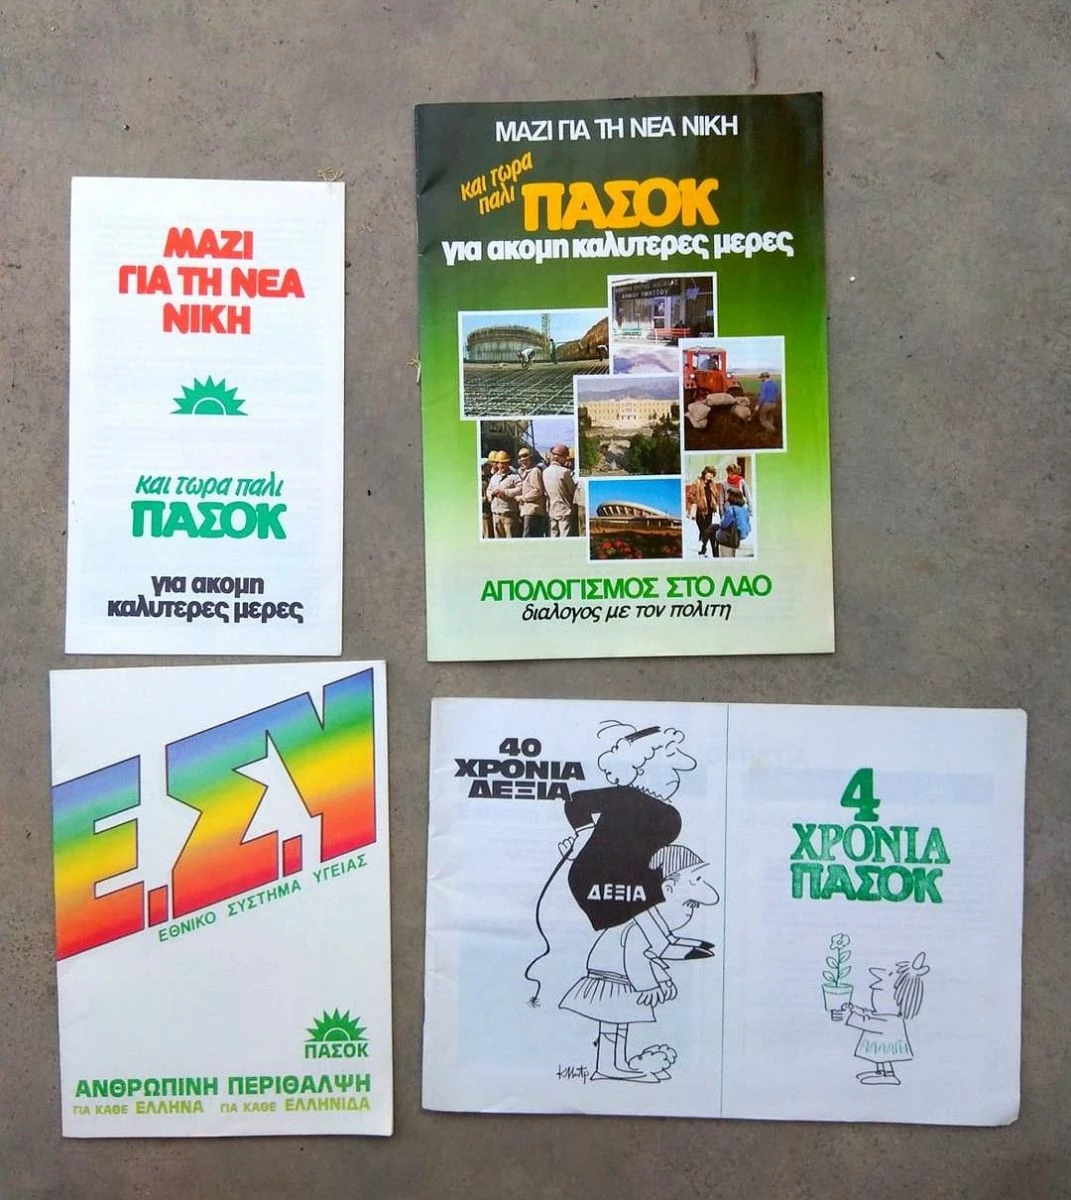 ΜΑΖΙ
ΓΙΑ ΤΗ ΝΕΑ
ΝΙΚΗ
και τωρα παλι
ΠΑΣΟΚ
για ακομη
καλυτερες μερες
ΜΑΖΙ ΓΙΑ ΤΗ ΝΕΑ ΝΙΚΗ
και τωρα
παλι
ΠΑΣΟΚ
για ακομη καλυτερες μερες
ΑΠΟΛΟΓΙΣΜΟΣ ΣΤΟ ΛΑΟ
διαλογος με τον πολιτη
Ε.Σ.Υ
ΕΘΝΙΚΟ ΣΥΣΤΗΜΑ ΥΓΕΙΑΣ
ΠΑΣΟΚ
ΑΝΘΡΩΠΙΝΗ ΠΕΡΙΘΑΛΨΗ
ΓΙΑ ΚΑΘΕ ΕΛΛΗΝΑ ΓΙΑ ΚΑΘΕ ΕΛΛΗΝΙΔΑ
40
ΧΡΟΝΙΑ
ΔΕΞΙΑ
ΔΕΞΙΑ
4
ΧΡΟΝΙΑ
ΠΑΣΟΚ
ΑΛΛΑΓΗ